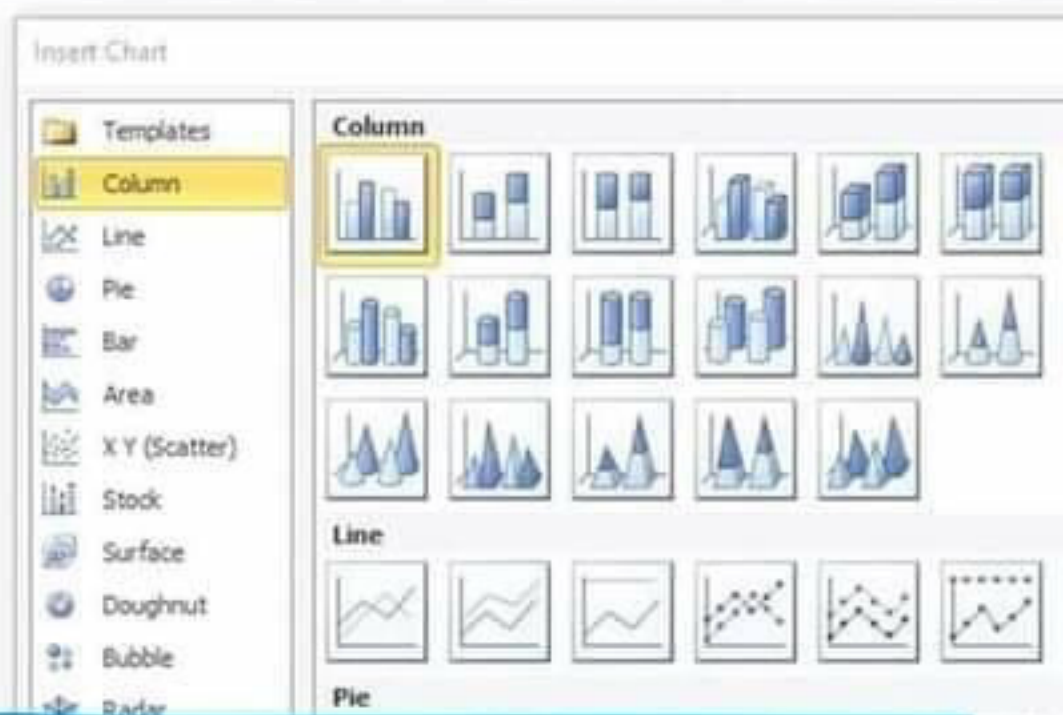 Insert Chart
Templates
Column
Line
Pie
Bar
Area
X Y (Scatter)
Stock
Surface
Doughnut
Bubble
Radar
Column
Line
Pie